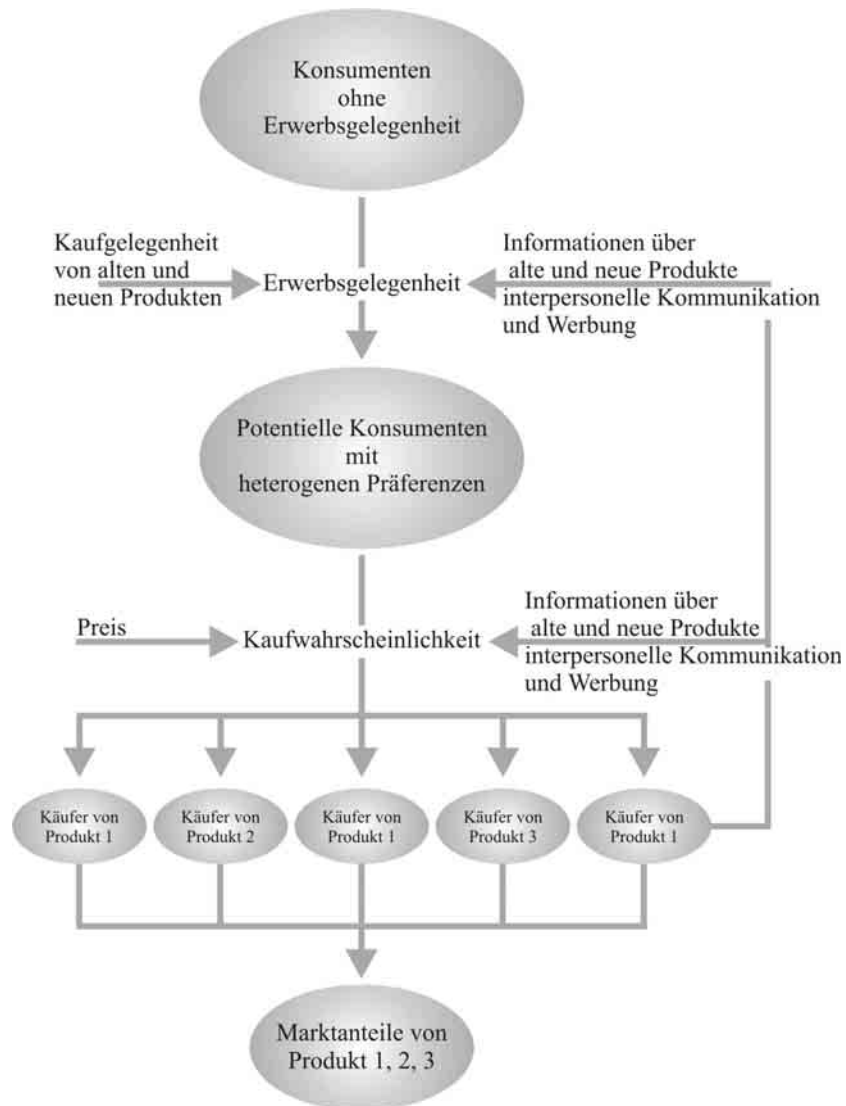 Konsumenten
ohne
Erwerbsgelegenheit
Kaufgelegenheit
von alten und
neuen Produkten
Erwerbsgelegenheit
Informationen über
alte und neue Produkte
interpersonelle Kommunikation
und Werbung
Potentielle Konsumenten
mit
heterogenen Präferenzen
Preis
Kaufwahrscheinlichkeit
Informationen über
alte und neue Produkte
interpersonelle Kommunikation
und Werbung
Käufer von
Produkt 1
Käufer von
Produkt 2
Käufer von
Produkt 1
Käufer von
Produkt 3
Käufer von
Produkt 1
Marktanteile von
Produkt 1, 2, 3